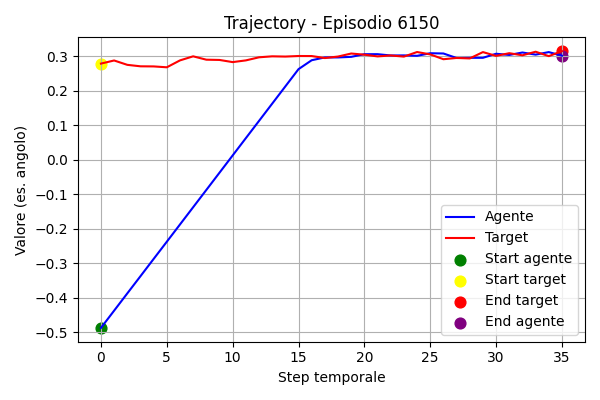 Trajectory - Episodio 6150
Valore (es. angolo)
0.3
0.2
0.1
0.0
−0.1
−0.2
−0.3
−0.4
−0.5
Agente
Target
Start agente
Start target
End target
End agente
0 5 10 15 20 25 30 35
Step temporale